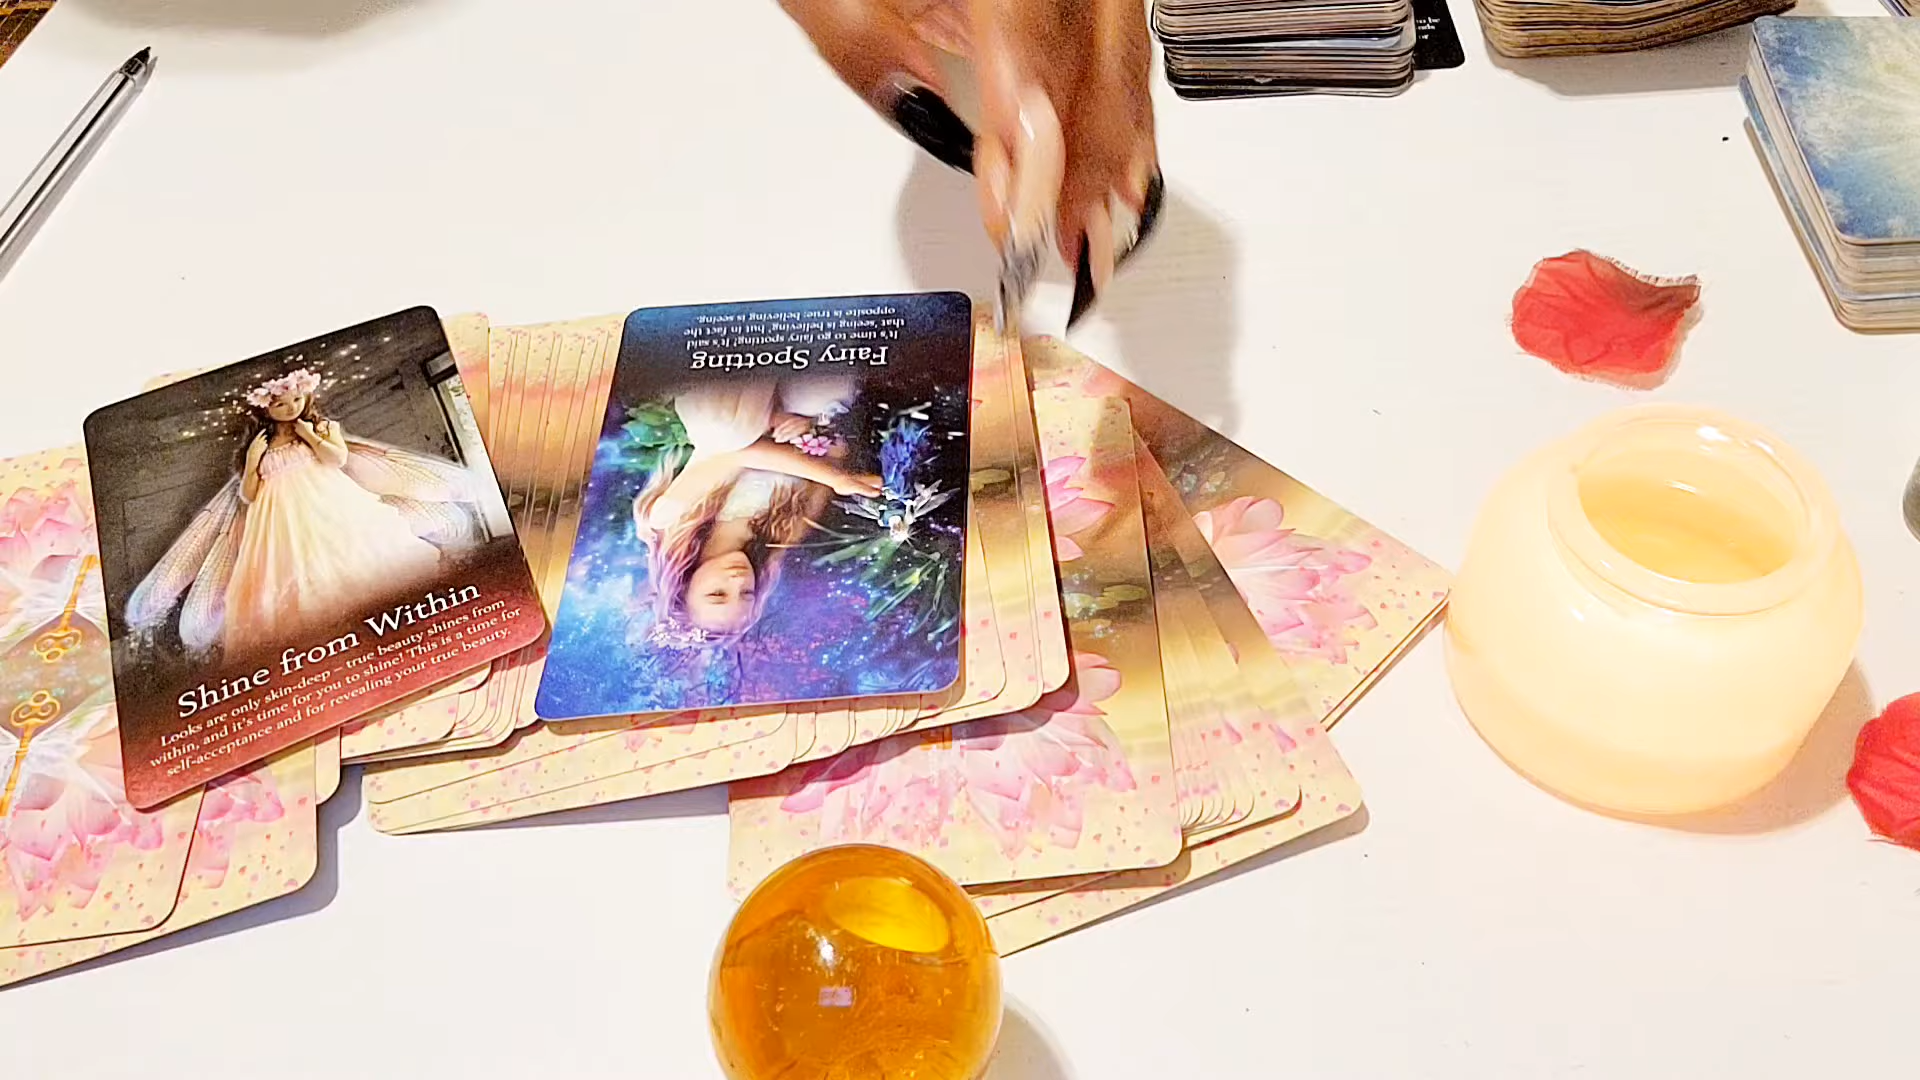 Shine from Within
Looks are only skin-deep – true beauty shines from
within, and it's time for you to shine! This is a time for
self-acceptance and for revealing your true beauty.
Fairy Spotting
It's time to go fairy spotting! It's said
that 'seeing is believing,' but in fact the
opposite is true: believing is seeing.